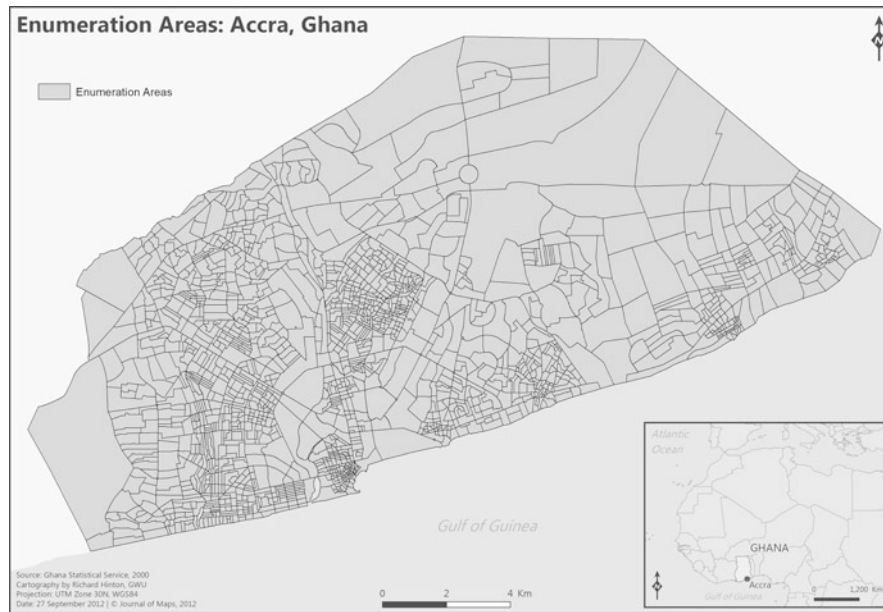 Enumeration Areas: Accra, Ghana
N
Enumeration Areas
Gulf of Guinea
Atlantic
Ocean
GHANA
Accra
Gulf of Guinea
N
0 1,200 Km
Source: Ghana Statistical Service, 2000
Cartography by Richard Hinton, GWU
Projection: UTM Zone 30N, WGS84
Date: 27 September 2012 | © Journal of Maps, 2012
0 2 4 Km